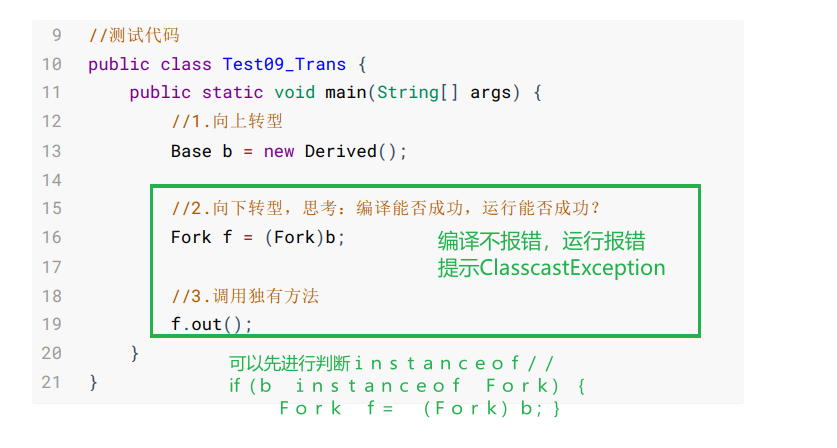 9 //测试代码
10 public class Test09_Trans {
11 public static void main(String[] args) {
12 //1.向上转型
13 Base b = new Derived();
14
15 //2.向下转型，思考：编译能否成功，运行能否成功？
16 Fork f = (Fork)b;
编译不报错，运行报错
17
提示ClasscastException
18 //3.调用独有方法
19 f.out();
20 }
可以先进行判断ｉｎｓｔａｎｃｅｏｆ//
21 }
if（ｂ ｉｎｓｔａｎｃｅｏｆ Ｆｏｒｋ）｛
Ｆｏｒｋ ｆ＝ （Ｆｏｒｋ）ｂ；｝